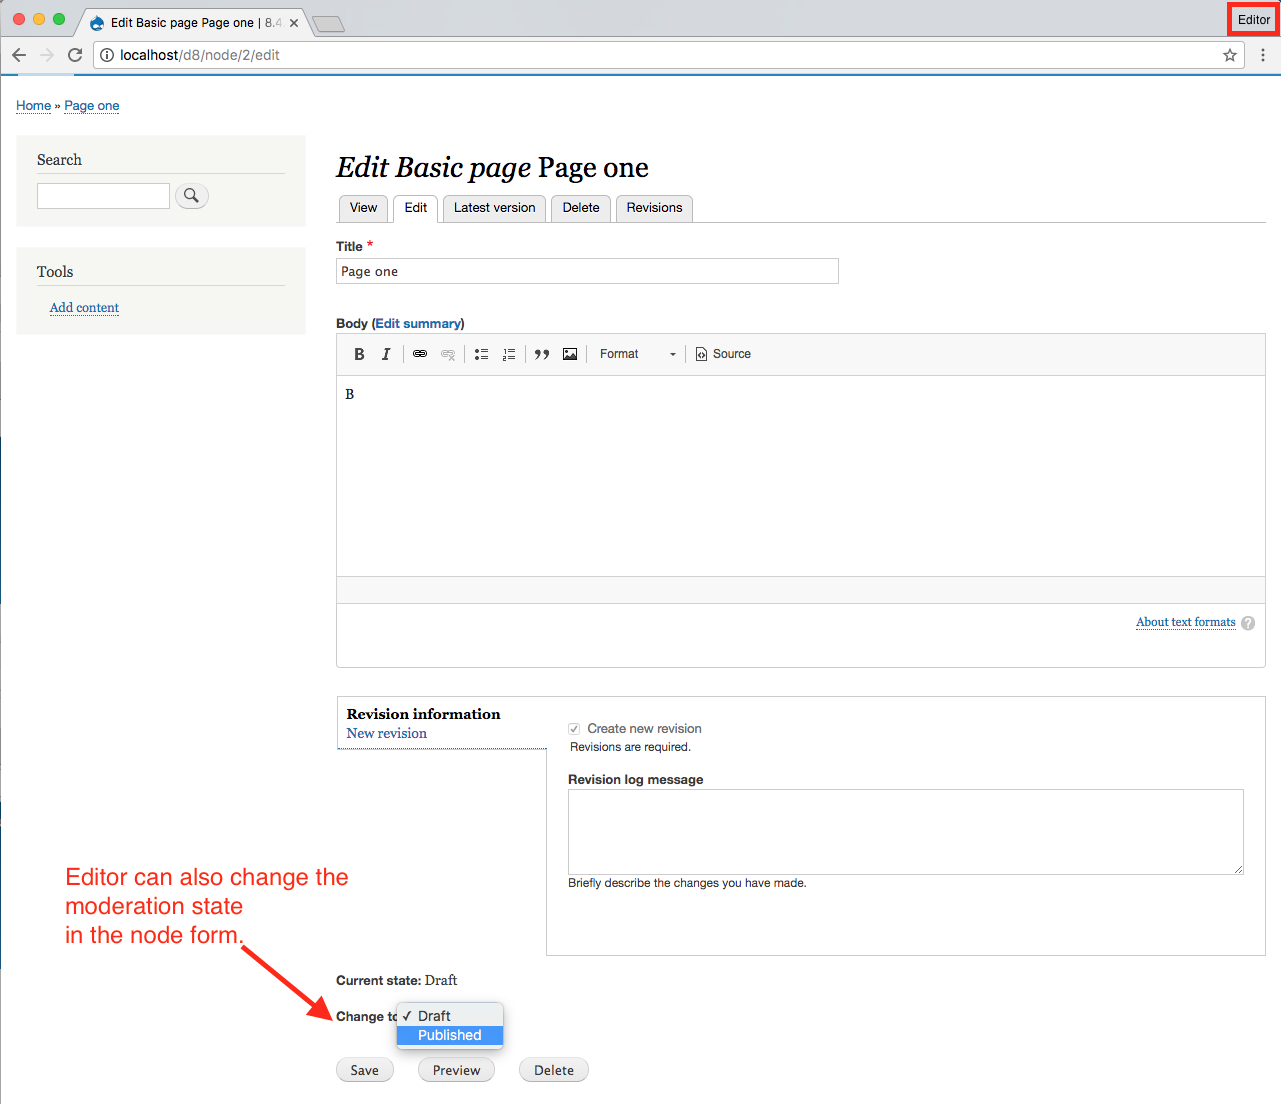 Edit Basic page Page one | 8.4
Editor
localhost/d8/node/2/edit
Home » Page one
Search
Edit Basic page Page one
View Edit Latest version Delete Revisions
Title *
Page one
Tools
Add content
Body (Edit summary)
B I Format Source
B
About text formats ?
Revision information
New revision
Create new revision
Revisions are required.
Revision log message
Briefly describe the changes you have made.
Editor can also change the
moderation state
in the node form.
Current state: Draft
Change to ✓ Draft
Published
Save Preview Delete